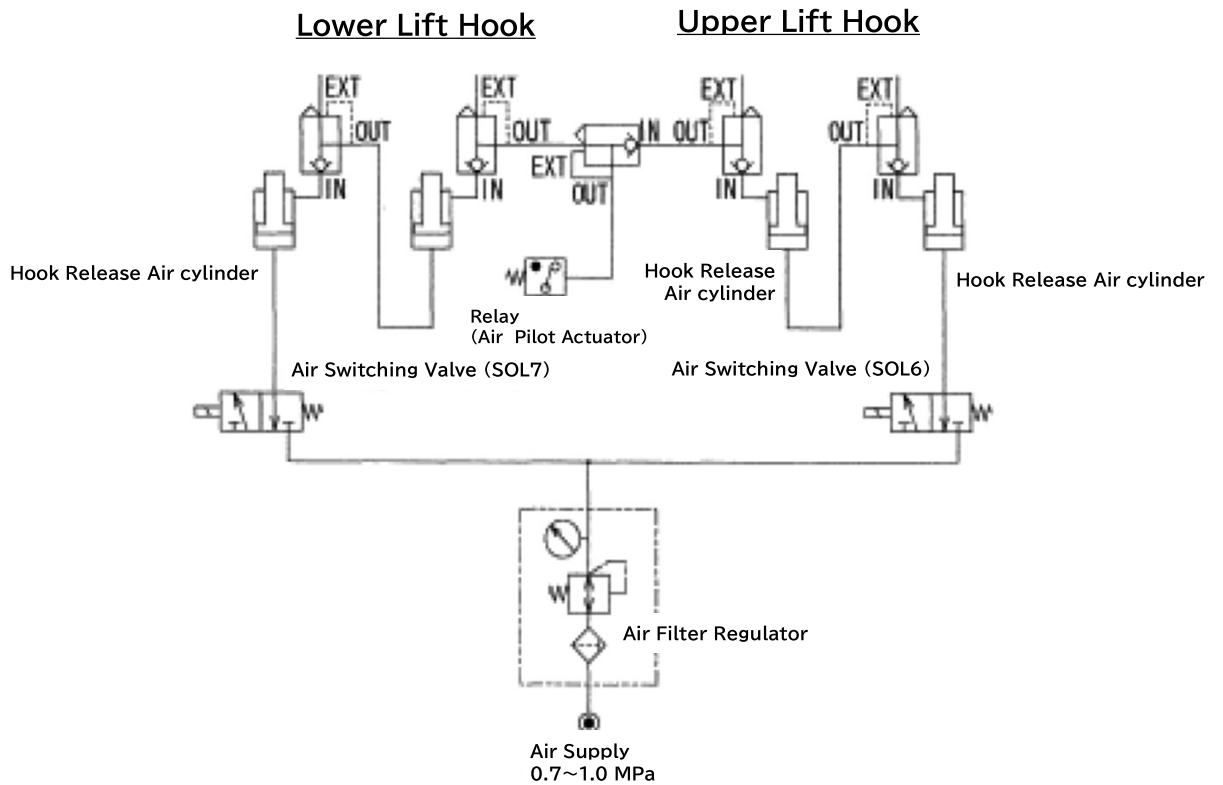 Lower Lift Hook
Upper Lift Hook
EXT
EXT
EXT
EXT
OUT
OUT
IN
OUT
OUT
EXT
OUT
IN
IN
IN
IN
Hook Release Air cylinder
Hook Release
Air cylinder
Hook Release Air cylinder
Relay
(Air Pilot Actuator)
Air Switching Valve (SOL7)
Air Switching Valve (SOL6)
Air Filter Regulator
Air Supply
0.7~1.0 MPa